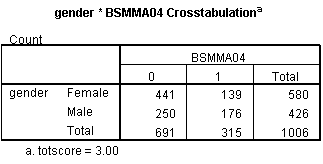 gender * BSMMA04 Crosstabulationa
Count
BSMMA04
0 1 Total
gender Female 441 139 580
Male 250 176 426
Total 691 315 1006
a. totscore = 3.00